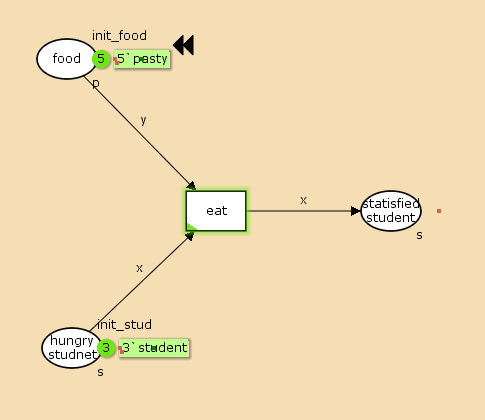 init_food
food
5
5`pasty
p
y
eat
x
statisfied
student
s
x
init_stud
hungry
studnet
3
3`student
s